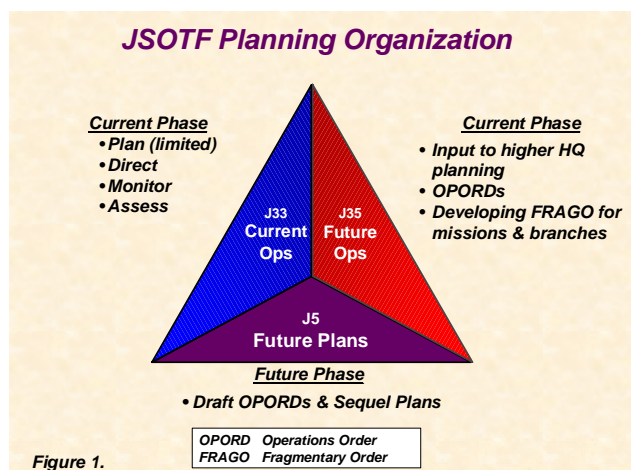 JSOTF Planning Organization
Current Phase
• Plan (limited)
• Direct
• Monitor
• Assess
Current Phase
• Input to higher HQ
planning
• OPORDs
• Developing FRAGO for
missions & branches
J33
Current
Ops
J35
Future
Ops
J5
Future Plans
Future Phase
• Draft OPORDs & Sequel Plans
OPORD Operations Order
FRAGO Fragmentary Order
Figure 1.